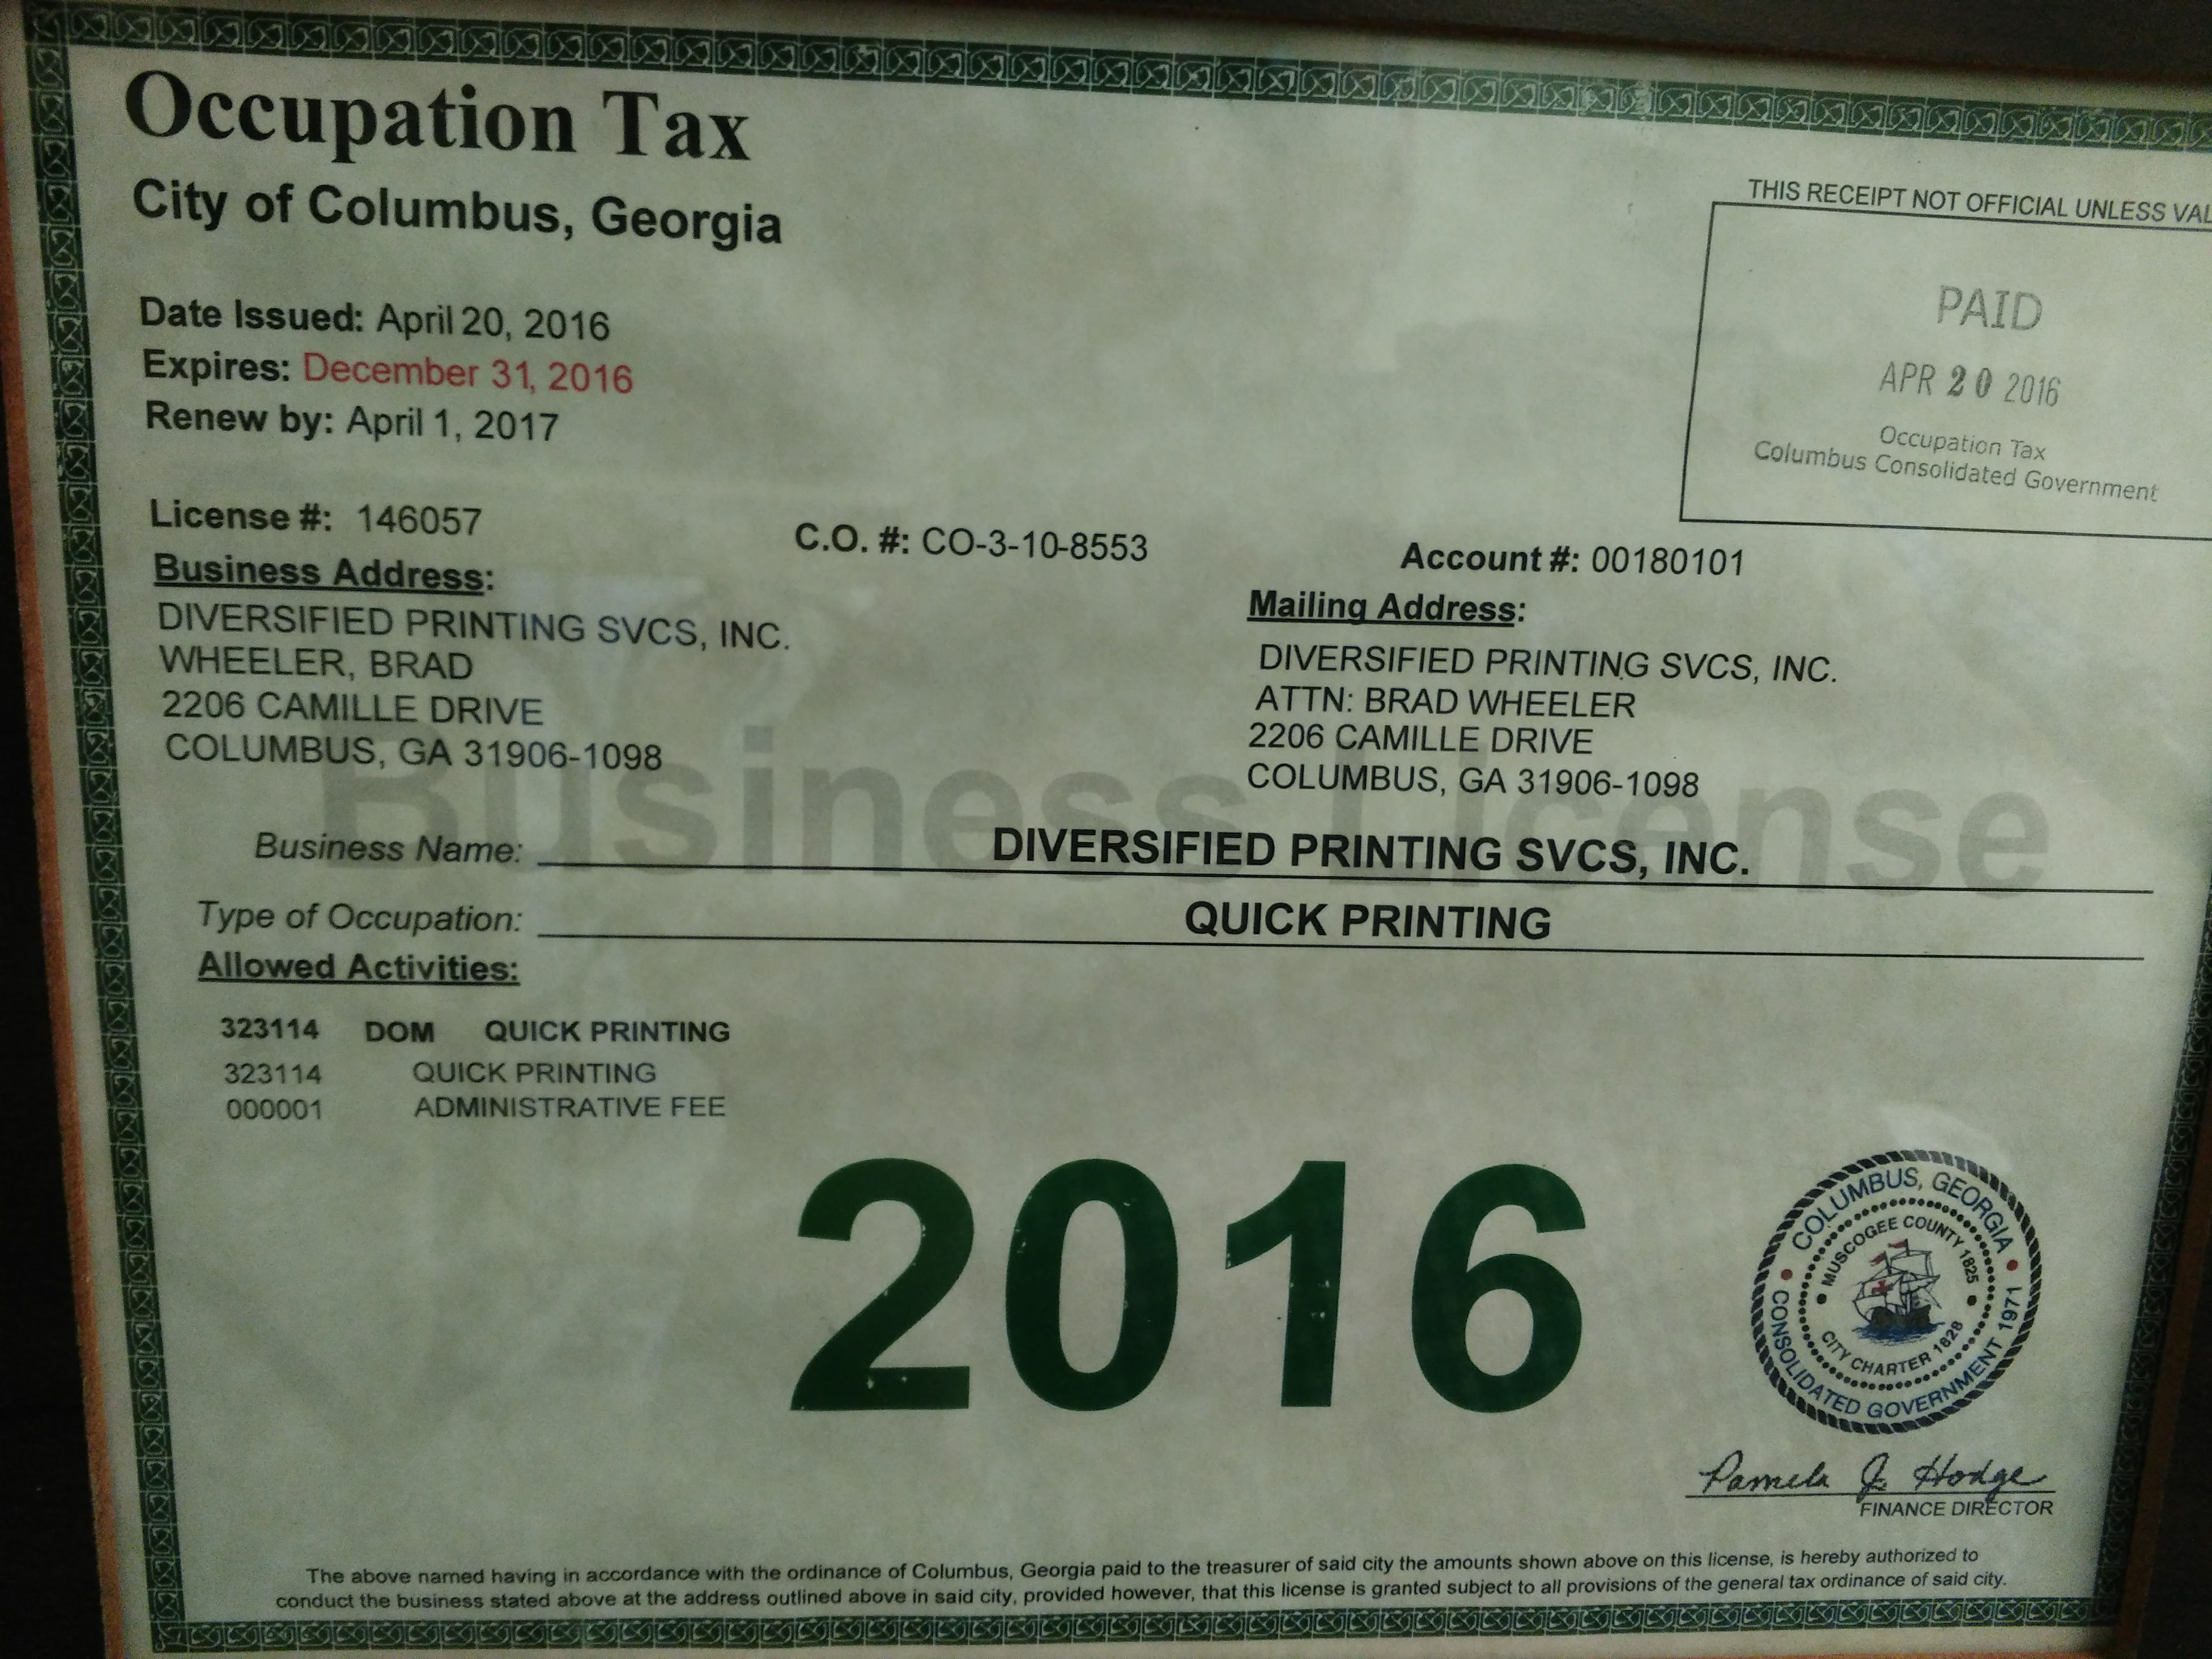 Occupation Tax
City of Columbus, Georgia
THIS RECEIPT NOT OFFICIAL UNLESS
PAID
APR 20 2016
Occupation Tax
Columbus Consolidated Government
Date Issued: April 20, 2016
Expires: December 31, 2016
Renew by: April 1, 2017
License #: 146057
C.O. #: CO-3-10-8553
Account #: 00180101
Business Address:
DIVERSIFIED PRINTING SVCS, INC.
WHEELER, BRAD
2206 CAMILLE DRIVE
COLUMBUS, GA 31906-1098
Mailing Address:
DIVERSIFIED PRINTING SVCS, INC.
ATTN: BRAD WHEELER
2206 CAMILLE DRIVE
COLUMBUS, GA 31906-1098
Business License
Business Name: DIVERSIFIED PRINTING SVCS, INC.
Type of Occupation: QUICK PRINTING
Allowed Activities:
323114 DOM QUICK PRINTING
323114 QUICK PRINTING
000001 ADMINISTRATIVE FEE
2016
COLUMBUS, GEORGIA
CONSOLIDATED GOVERNMENT 1971
MUSCOGEE COUNTY 1825
CITY CHARTER 1828
Pamela J. Hodge
FINANCE DIRECTOR
The above named having in accordance with the ordinance of Columbus, Georgia paid to the treasurer of said city the amounts shown above on this license, is hereby authorized to
conduct the business stated above at the address outlined above in said city, provided however, that this license is granted subject to all provisions of the general tax ordinance of said city.